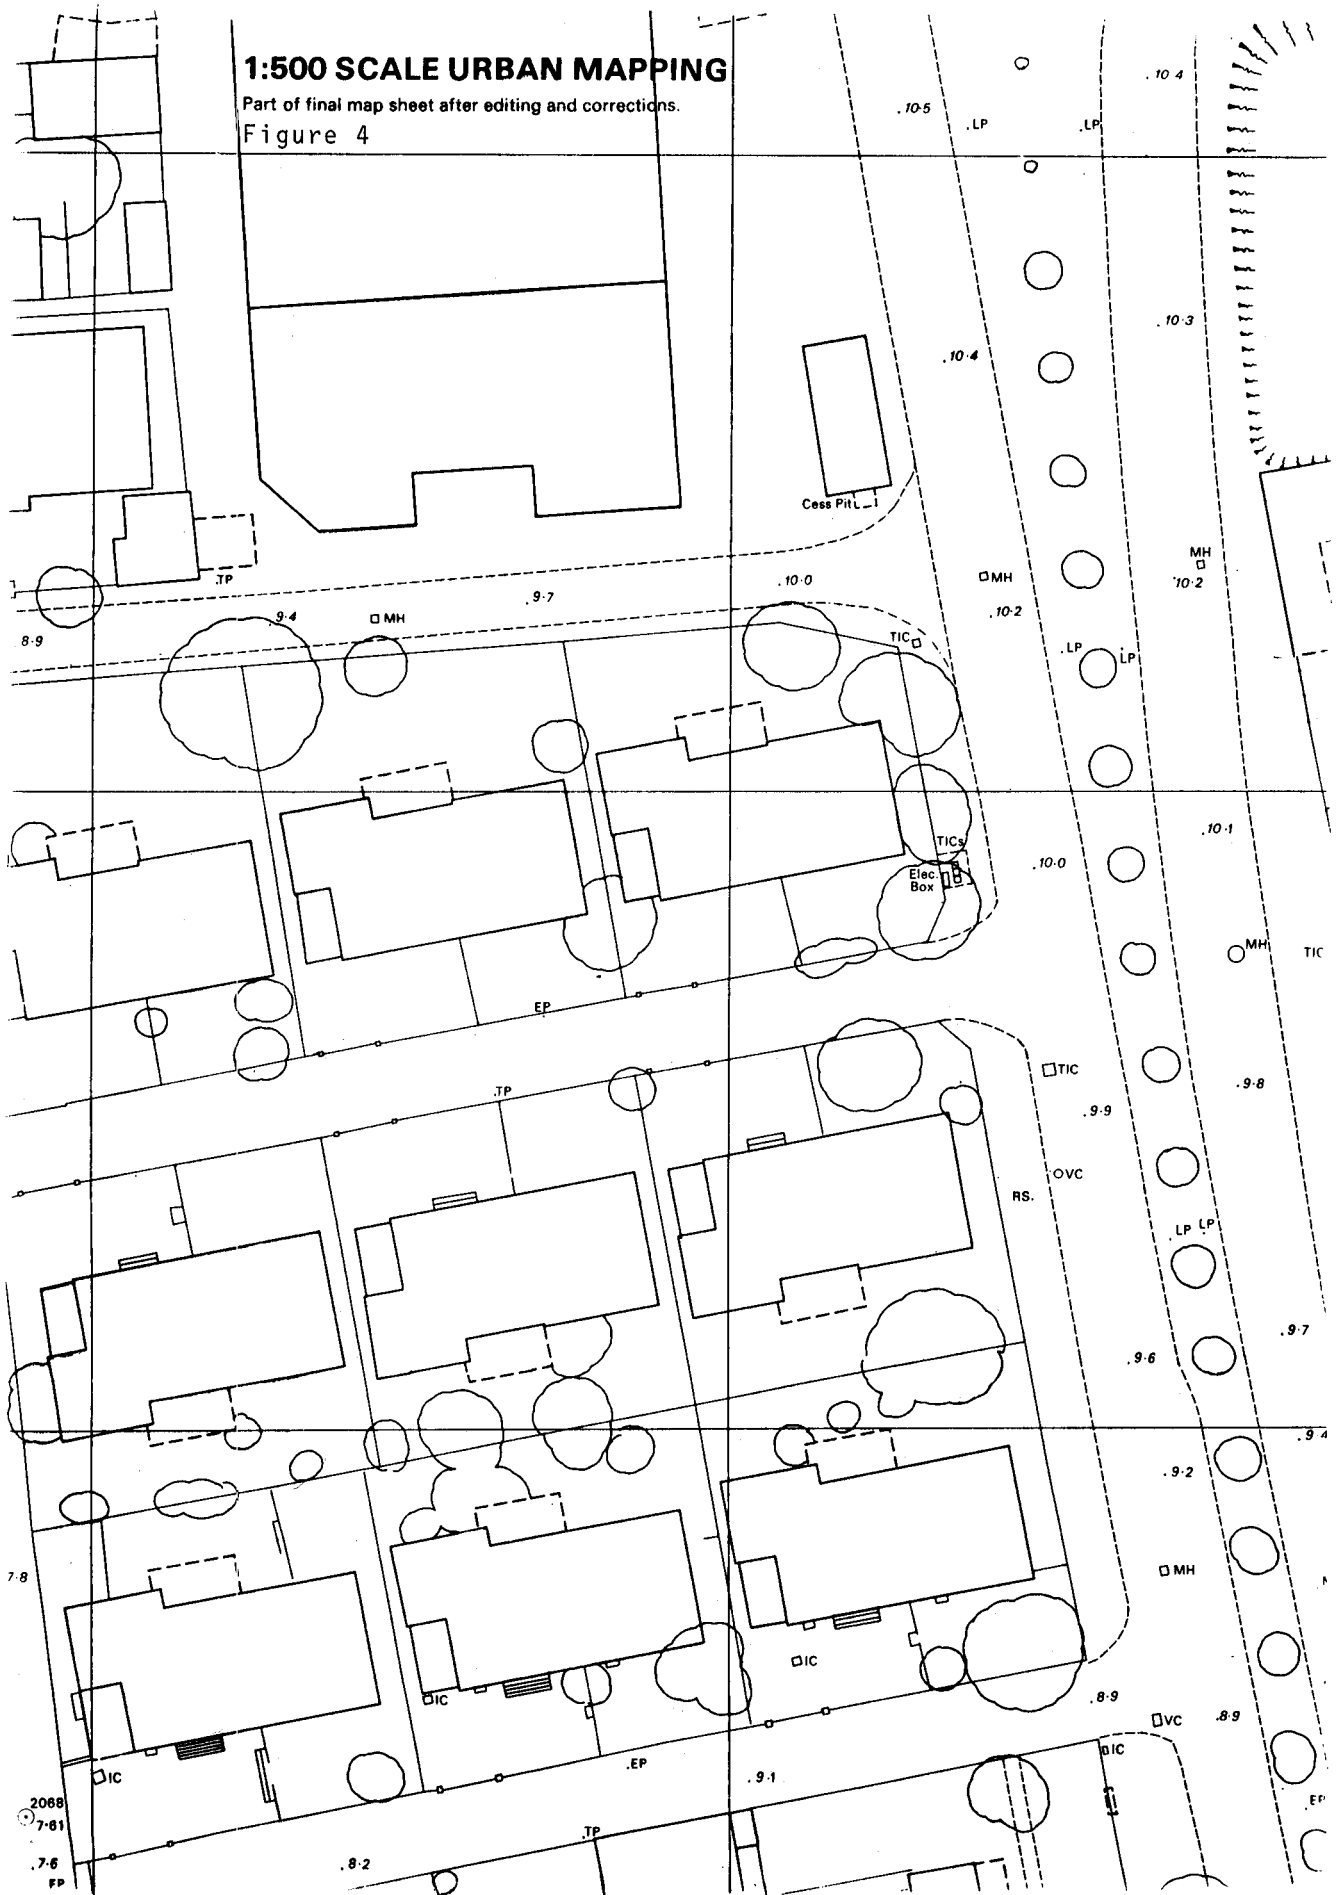 1:500 SCALE URBAN MAPPING
Part of final map sheet after editing and corrections.
Figure 4
.10·4
.10·5
.LP
.LP
.10·3
.10·4
Cess Pit
MH
.TP
.10·0
MH
.10·2
.9·7
.10·2
.9·4
MH
8·9
TIC
.LP
LP
.10·1
TICs
.10·0
Elec.
Box
MH
TIC
EP
TIC
.9·8
.TP
.9·9
VC
RS.
.LP
LP
.9·7
.9·6
.9·4
.9·2
MH
7·8
IC
IC
.8·9
VC
.8·9
IC
.EP
.9·1
IC
2068
7·61
.EP
.TP
.7·6
.8·2
EP